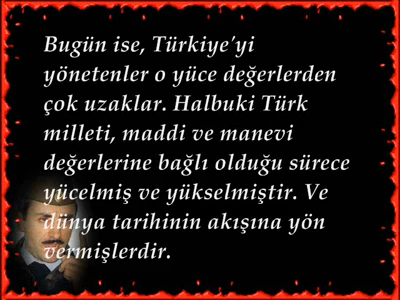 Bugün ise, Türkiye'yi
yönetenler o yüce değerlerden
çok uzaklar. Halbuki Türk
milleti, maddi ve manevi
değerlerine bağlı olduğu sürece
yücelmiş ve yükselmiştir. Ve
dünya tarihinin akışına yön
vermişlerdir.